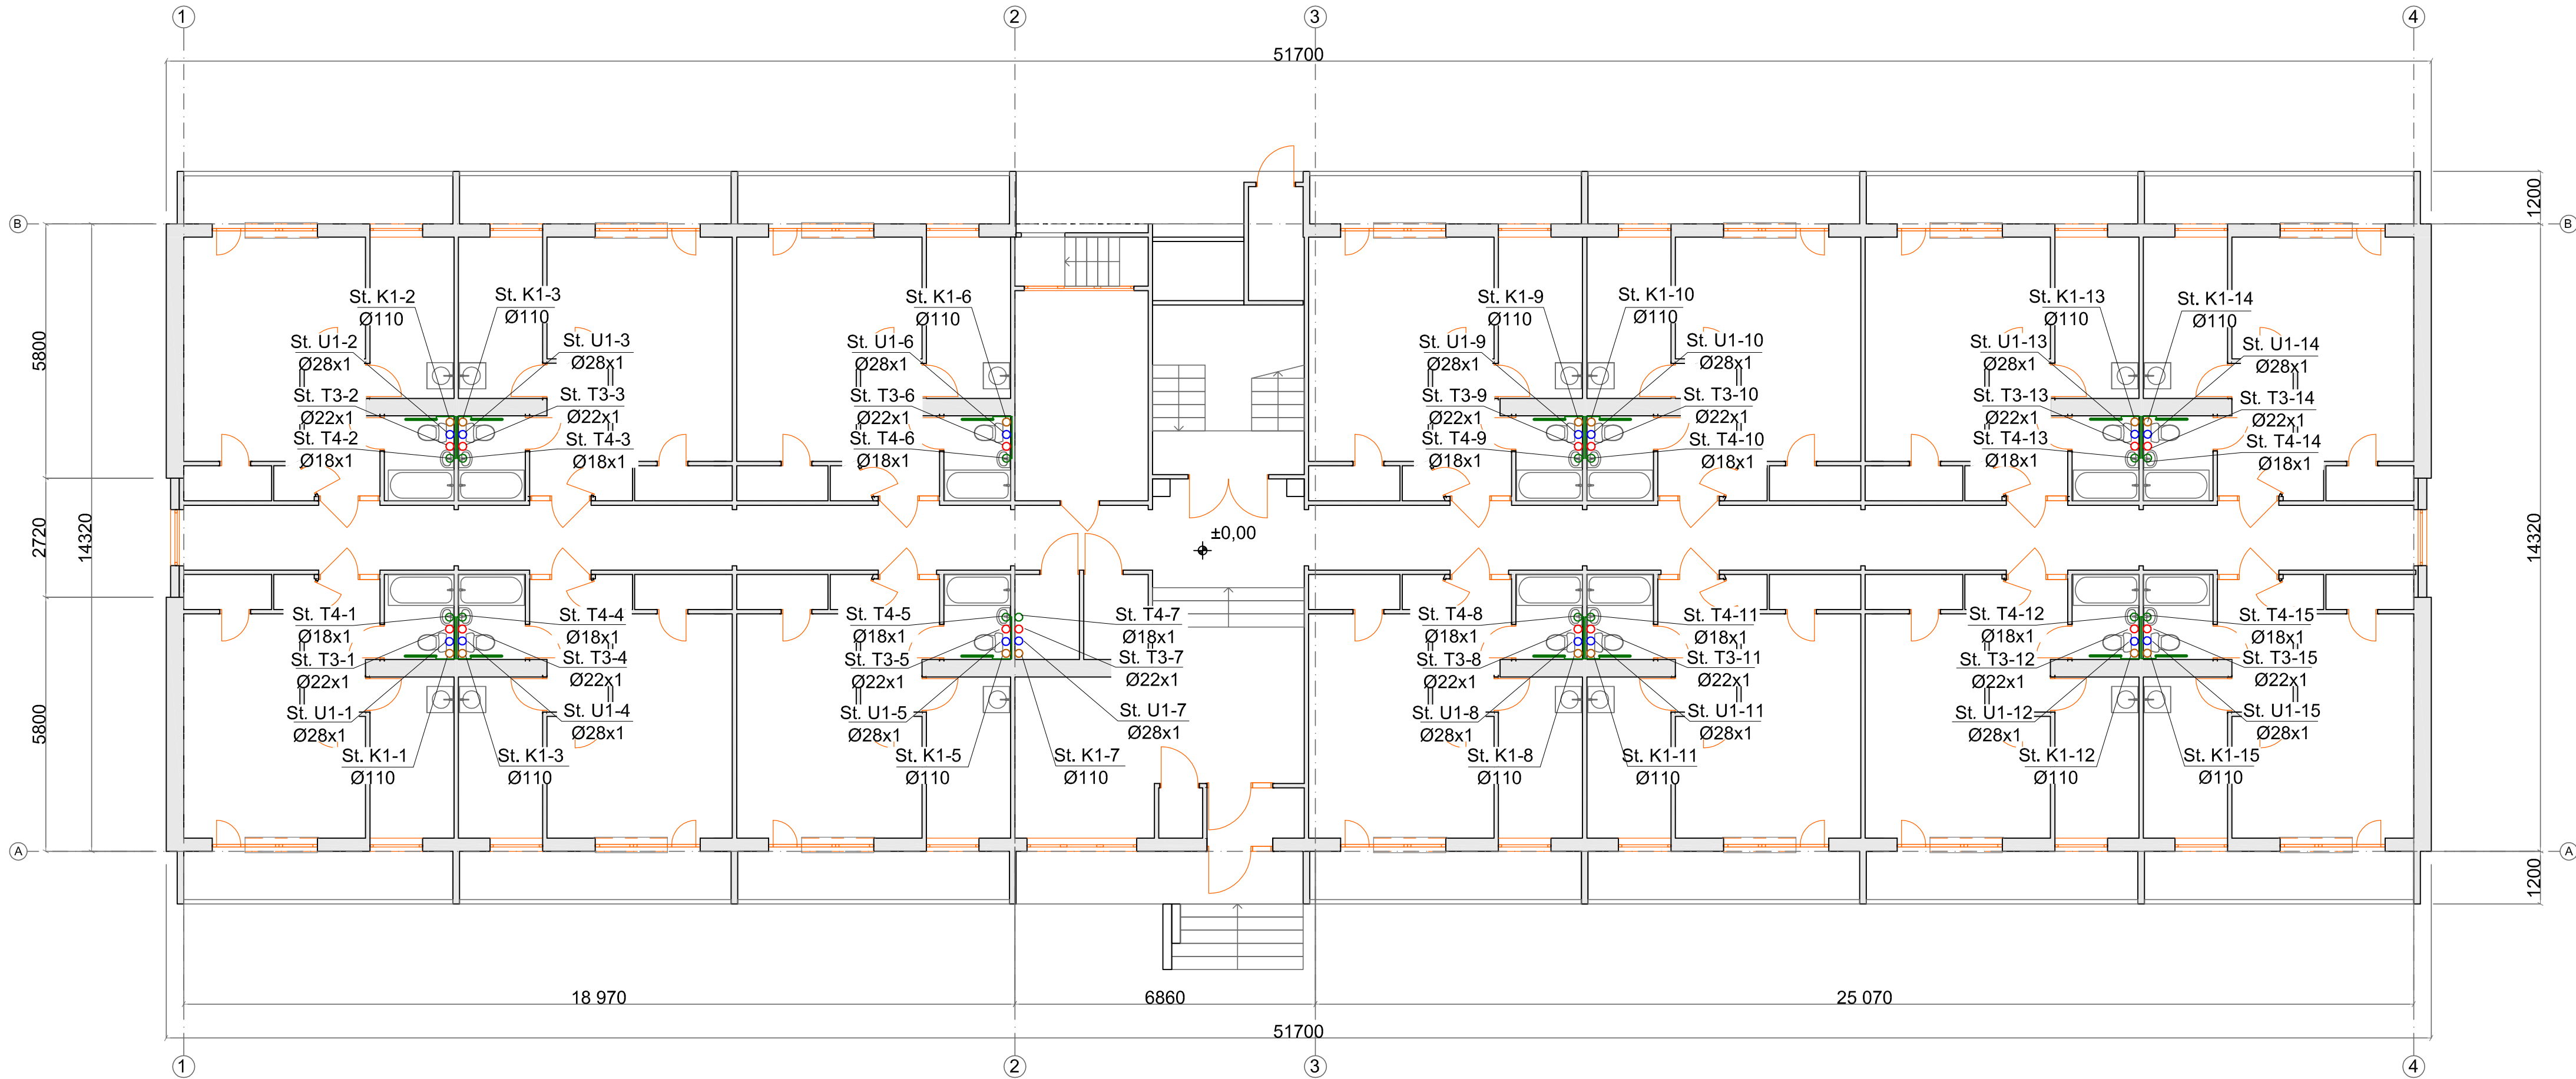 1
2
3
4
51700
1200
B
B
St. K1-2
Ø110
St. K1-3
Ø110
St. K1-6
Ø110
St. K1-9
Ø110
St. K1-10
Ø110
St. K1-13
Ø110
St. K1-14
Ø110
St. U1-2
Ø28x1
St. U1-3
Ø28x1
St. U1-6
Ø28x1
St. U1-9
Ø28x1
St. U1-10
Ø28x1
St. U1-13
Ø28x1
St. U1-14
Ø28x1
5800
St. T3-2
Ø22x1
St. T3-3
Ø22x1
St. T3-6
Ø22x1
St. T3-9
Ø22x1
St. T3-10
Ø22x1
St. T3-13
Ø22x1
St. T3-14
Ø22x1
St. T4-2
Ø18x1
St. T4-3
Ø18x1
St. T4-6
Ø18x1
St. T4-9
Ø18x1
St. T4-10
Ø18x1
St. T4-13
Ø18x1
St. T4-14
Ø18x1
2720
14320
±0,00
14320
St. T4-1
Ø18x1
St. T4-4
Ø18x1
St. T4-5
Ø18x1
St. T4-7
Ø18x1
St. T4-8
Ø18x1
St. T4-11
Ø18x1
St. T4-12
Ø18x1
St. T4-15
Ø18x1
St. T3-1
Ø22x1
St. T3-4
Ø22x1
St. T3-5
Ø22x1
St. T3-7
Ø22x1
St. T3-8
Ø22x1
St. T3-11
Ø22x1
St. T3-12
Ø22x1
St. T3-15
Ø22x1
5800
St. U1-1
Ø28x1
St. U1-4
Ø28x1
St. U1-5
Ø28x1
St. U1-7
Ø28x1
St. U1-8
Ø28x1
St. U1-11
Ø28x1
St. U1-12
Ø28x1
St. U1-15
Ø28x1
St. K1-1
Ø110
St. K1-3
Ø110
St. K1-5
Ø110
St. K1-7
Ø110
St. K1-8
Ø110
St. K1-11
Ø110
St. K1-12
Ø110
St. K1-15
Ø110
A
A
1200
18 970
6860
25 070
51700
1
2
3
4